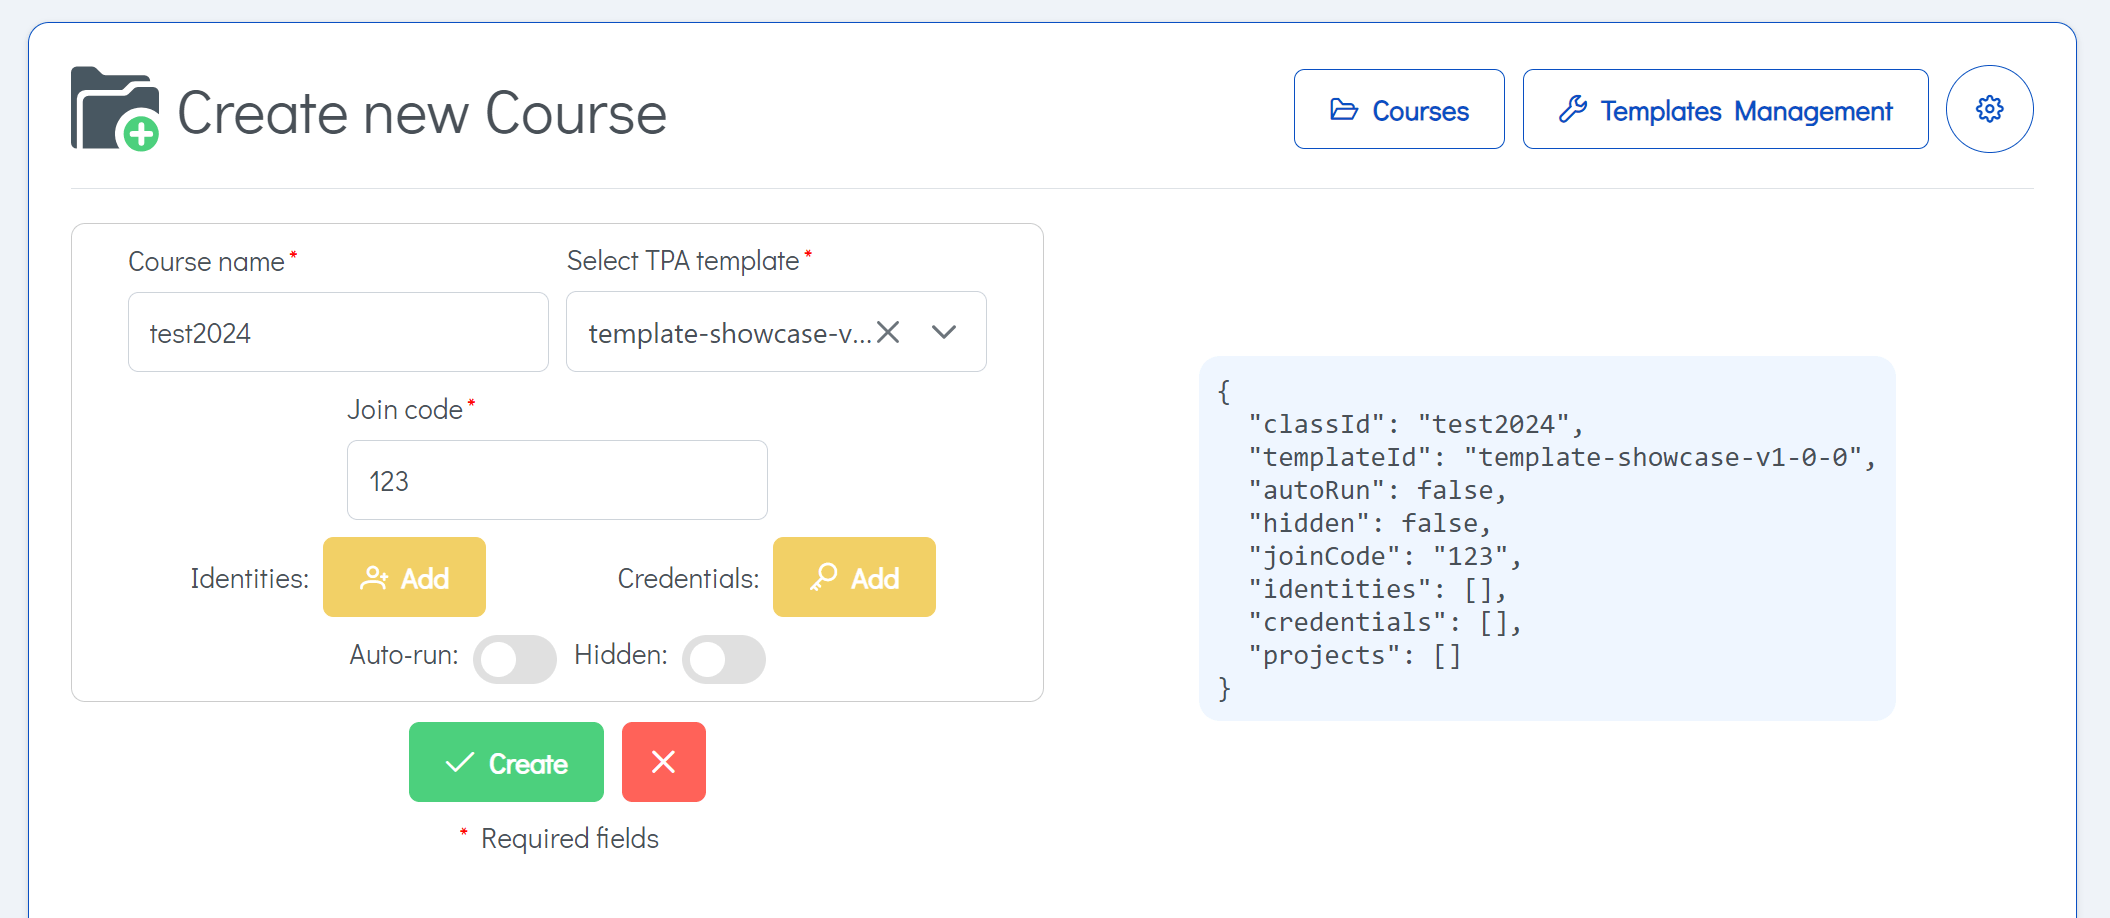 Create new Course
Courses
Templates Management
Course name*
Select TPA template*
test2024
template-showcase-v...
Join code*
123
Identities:
Add
Credentials:
Add
Auto-run:
Hidden:
Create
* Required fields
{
"classId": "test2024",
"templateId": "template-showcase-v1-0-0",
"autoRun": false,
"hidden": false,
"joinCode": "123",
"identities": [],
"credentials": [],
"projects": []
}